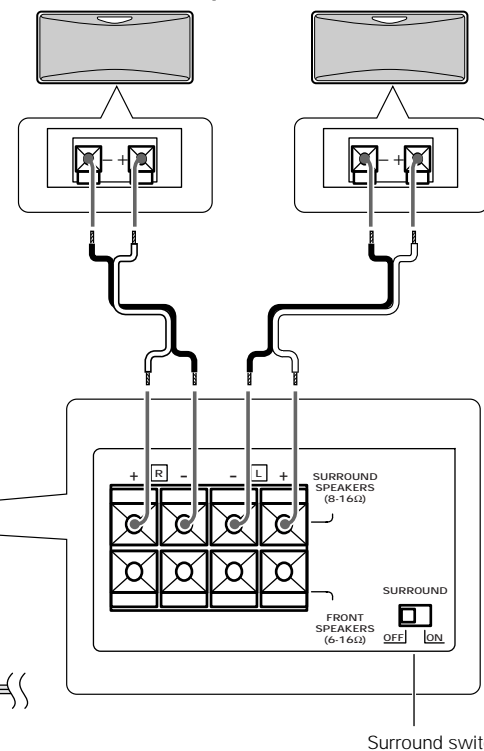 - +
- +
+ R - - L +
SURROUND
SPEAKERS
(8-16Ω)
SURROUND
FRONT
SPEAKERS
(6-16Ω)
OFF ON
Surround swit